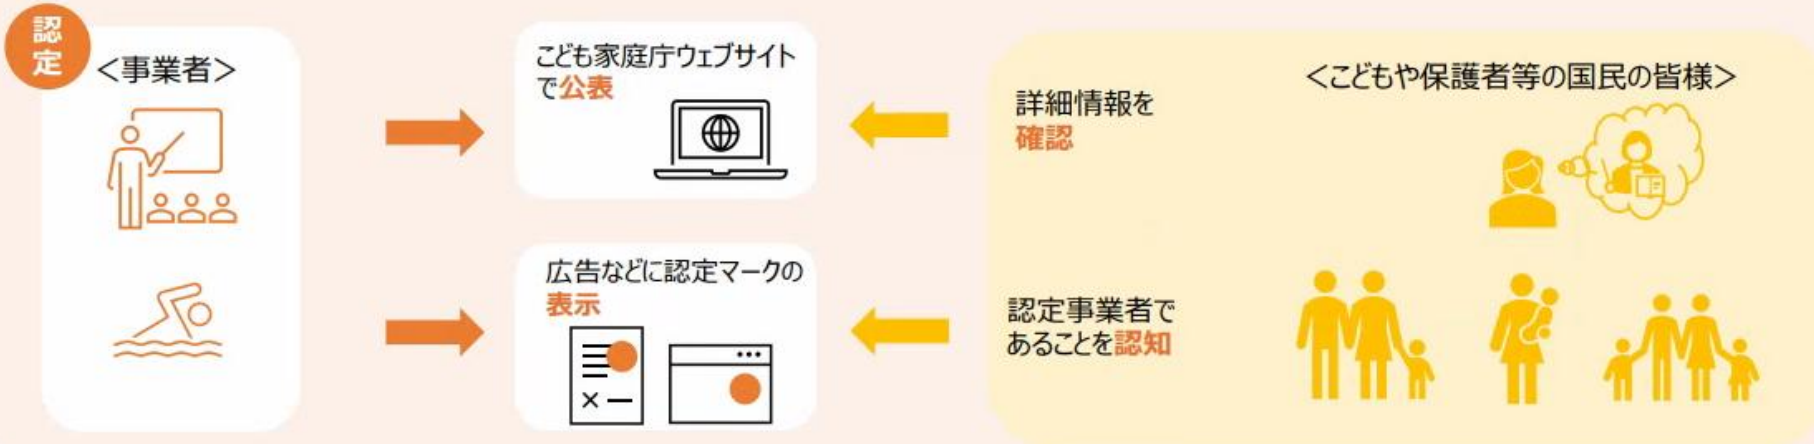 認
定
＜事業者＞
こども家庭庁ウェブサイト
で公表
広告などに認定マークの
表示
詳細情報を
確認
認定事業者で
あることを認知
＜こどもや保護者等の国民の皆様＞